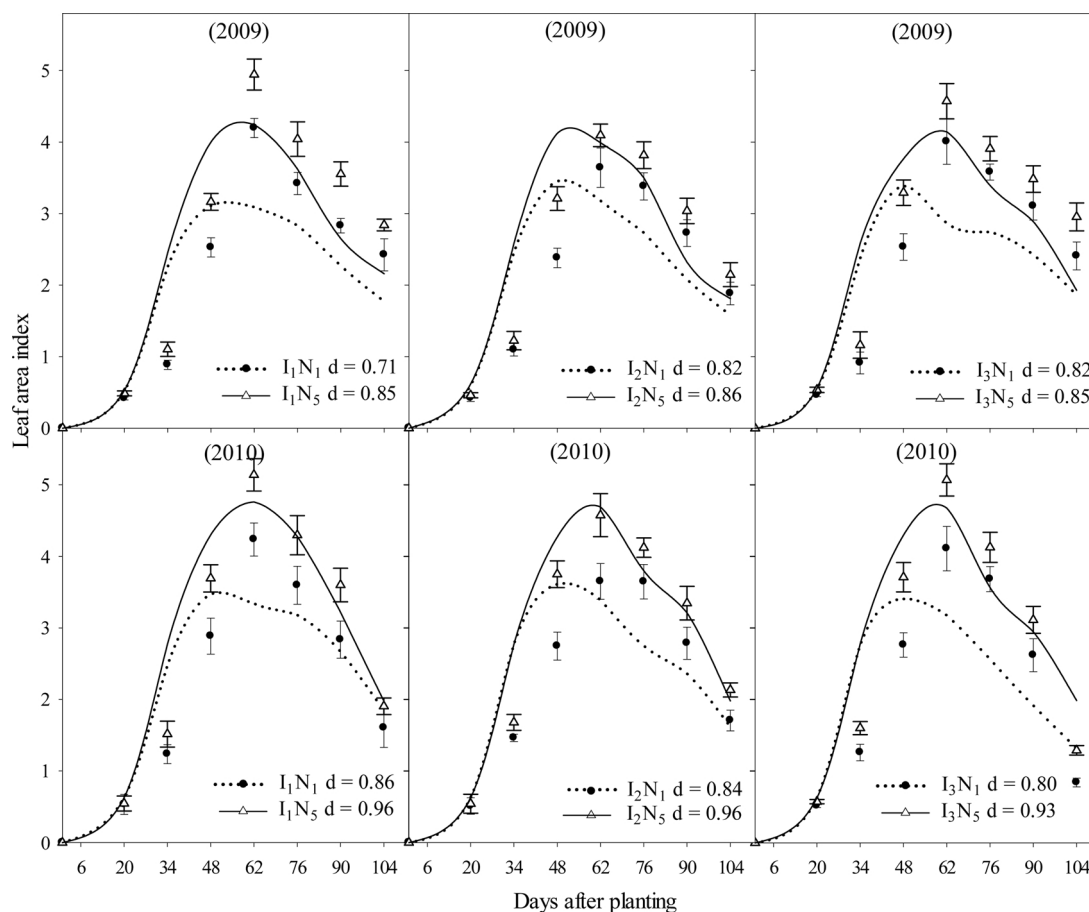 (2009) (2009) (2009)
5
4
3
2
1
0
I₁N₁ d = 0.71
I₁N₅ d = 0.85
I₂N₁ d = 0.82
I₂N₅ d = 0.86
I₃N₁ d = 0.82
I₃N₅ d = 0.85
Leaf area index
(2010) (2010) (2010)
5
4
3
2
1
0
I₁N₁ d = 0.86
I₁N₅ d = 0.96
I₂N₁ d = 0.84
I₂N₅ d = 0.96
I₃N₁ d = 0.80
I₃N₅ d = 0.93
6 20 34 48 62 76 90 104 6 20 34 48 62 76 90 104 6 20 34 48 62 76 90 104
Days after planting